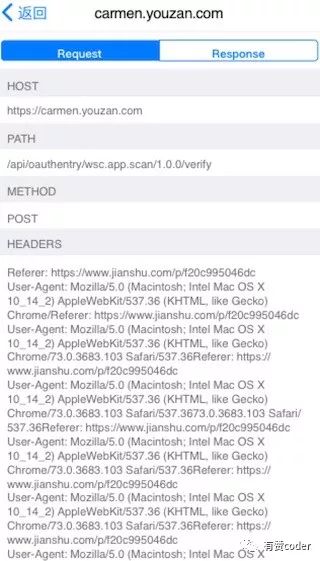 返回
carmen.youzan.com
Request
Response
HOST
https://carmen.youzan.com
PATH
/api/oauthentry/wsc.app.scan/1.0.0/verify
METHOD
POST
HEADERS
Referer: https://www.jianshu.com/p/f20c995046dc
User-Agent: Mozilla/5.0 (Macintosh; Intel Mac OS X
10_14_2) AppleWebKit/537.36 (KHTML, like Gecko)
Chrome/Referer: https://www.jianshu.com/p/f20c995046dc
User-Agent: Mozilla/5.0 (Macintosh; Intel Mac OS X
10_14_2) AppleWebKit/537.36 (KHTML, like Gecko)
Chrome/73.0.3683.103 Safari/537.36Referer: https://
www.jianshu.com/p/f20c995046dc
User-Agent: Mozilla/5.0 (Macintosh; Intel Mac OS X
10_14_2) AppleWebKit/537.36 (KHTML, like Gecko)
Chrome/73.0.3683.103 Safari/537.3673.0.3683.103 Safari/
537.36Referer: https://www.jianshu.com/p/f20c995046dc
User-Agent: Mozilla/5.0 (Macintosh; Intel Mac OS X
10_14_2) AppleWebKit/537.36 (KHTML, like Gecko)
Chrome/73.0.3683.103 Safari/537.36Referer: https://
www.jianshu.com/p/f20c995046dc
User-Agent: Mozilla/5.0 (Macintosh; Intel Mac OS X
10_14_2) AppleWebKit/537.36 (KHTML, like Gecko)
Chrome/73.0.3683.103 Safari/537.36Referer: https://
www.jianshu.com/p/f20c995046dc
User-Agent: Mozilla/5.0 (Macintosh; Intel Mac OS X
有赞coder